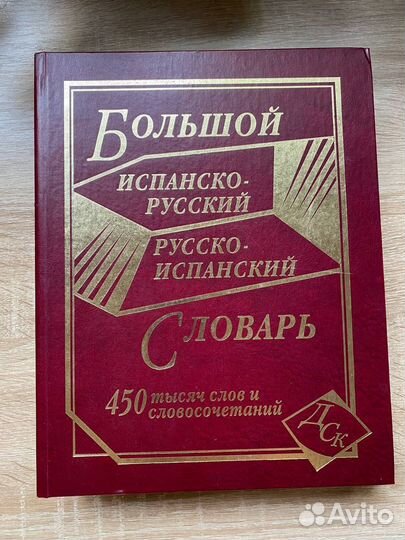 БОЛЬШОЙ
ИСПАНСКО-
РУССКИЙ
РУССКО-
ИСПАНСКИЙ
СЛОВАРЬ
450 тысяч слов и
словосочетаний
ДСК
Avito